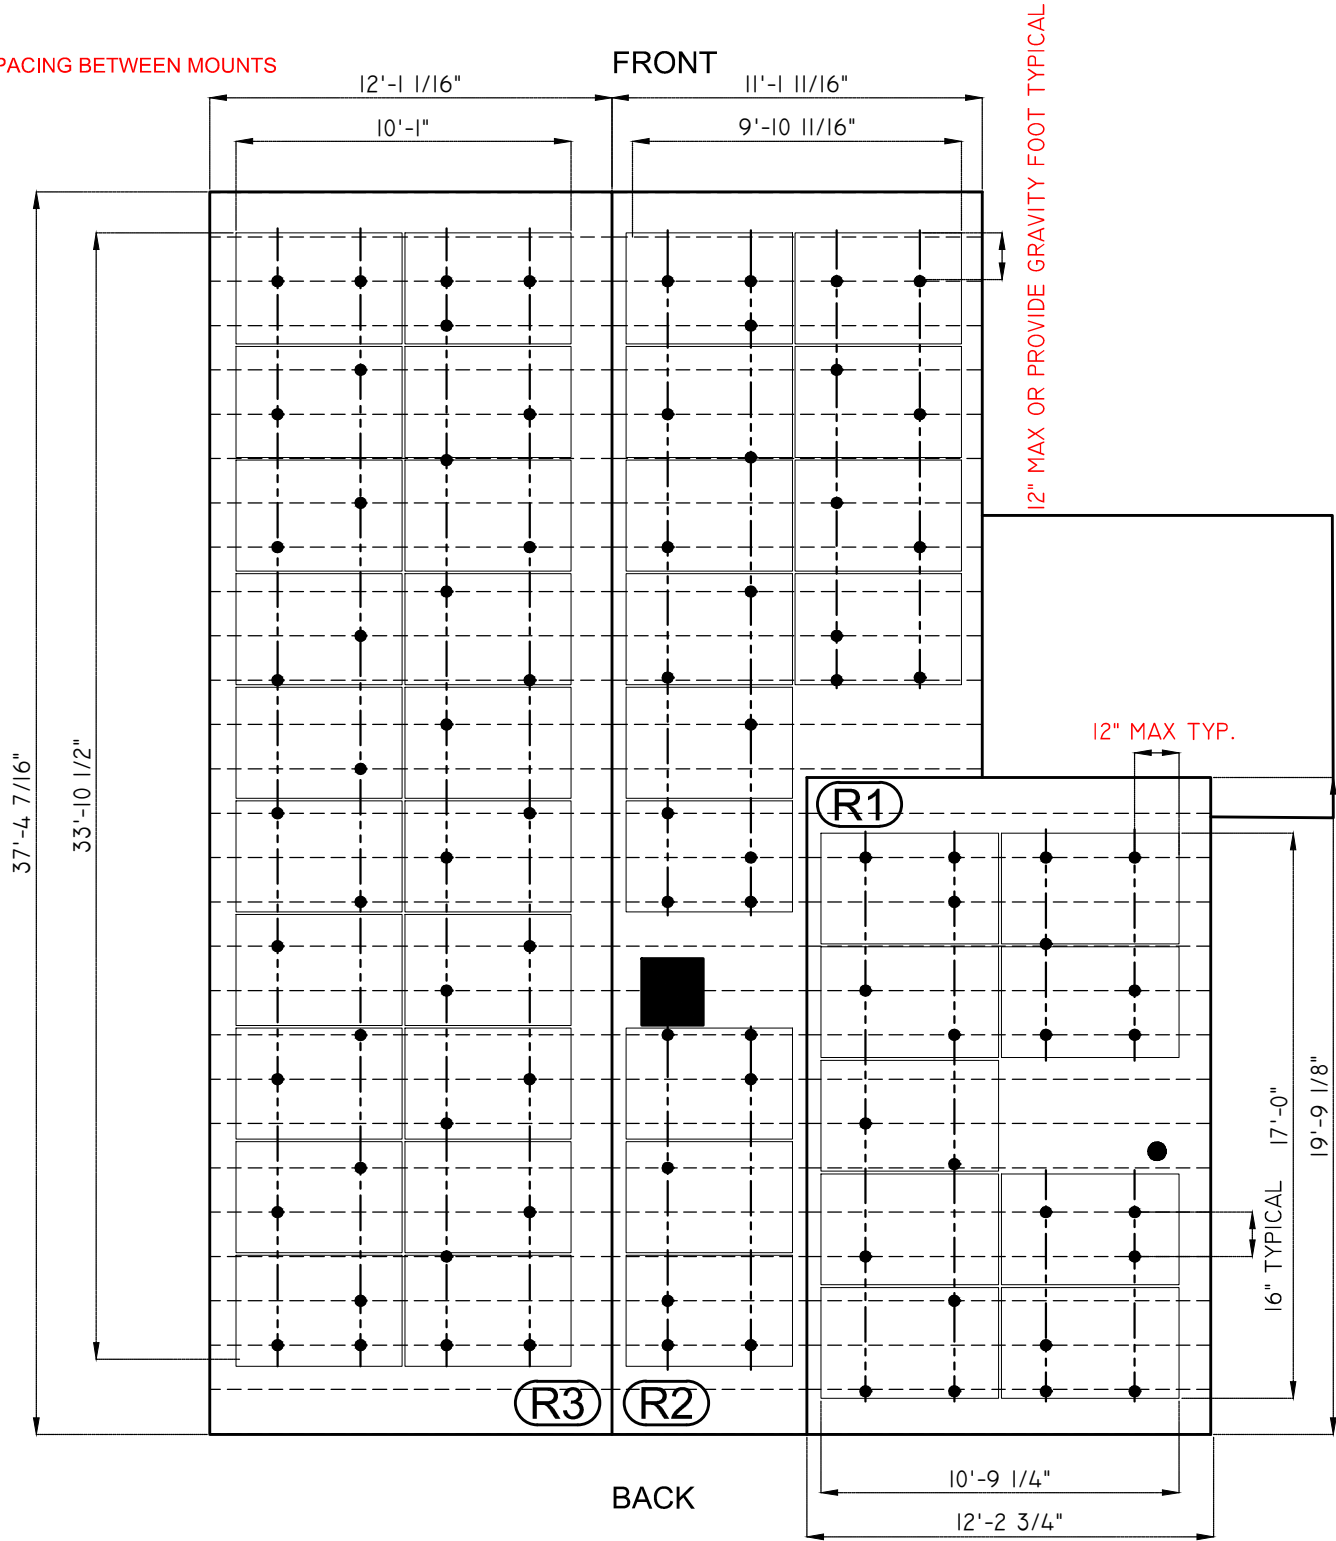 PACING BETWEEN MOUNTS
FRONT
12'-1 1/16"
11'-1 11/16"
10'-1"
9'-10 11/16"
12" MAX OR PROVIDE GRAVITY FOOT TYPICAL
37'-4 7/16"
33'-10 1/2"
12" MAX TYP.
R1
17'-0"
19'-9 1/8"
16" TYPICAL
R3
R2
10'-9 1/4"
12'-2 3/4"
BACK